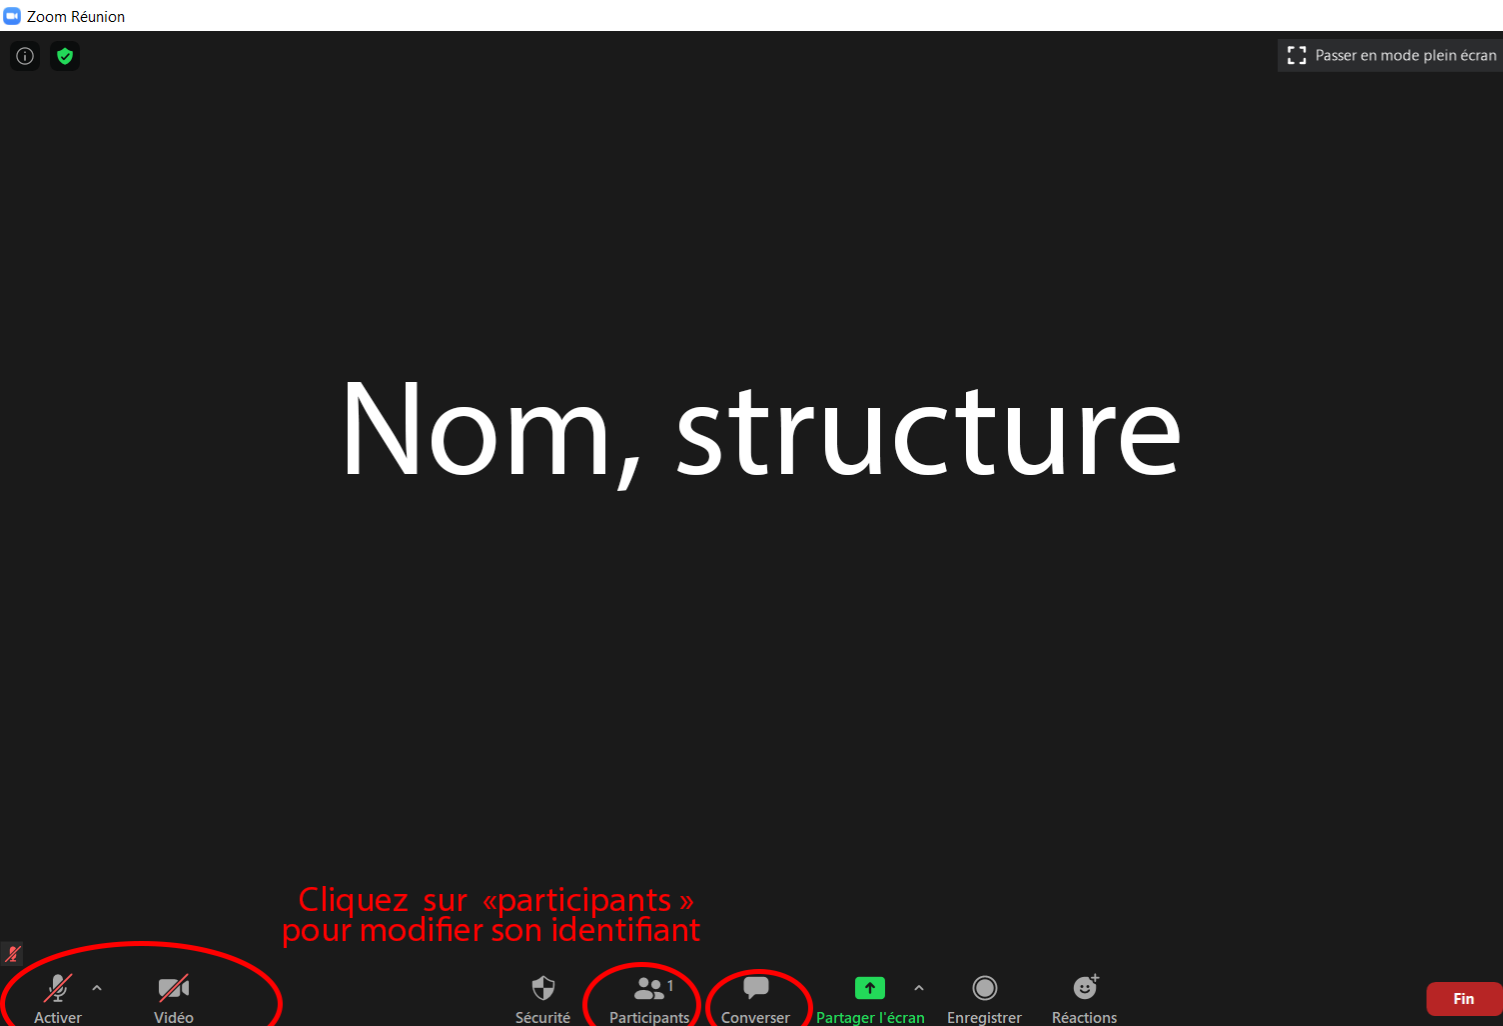 Zoom Réunion
Passer en mode plein écran
Nom, structure
Cliquez sur «participants »
pour modifier son identifiant
1
Activer Vidéo Sécurité Participants Converser Partager l'écran Enregistrer Réactions Fin